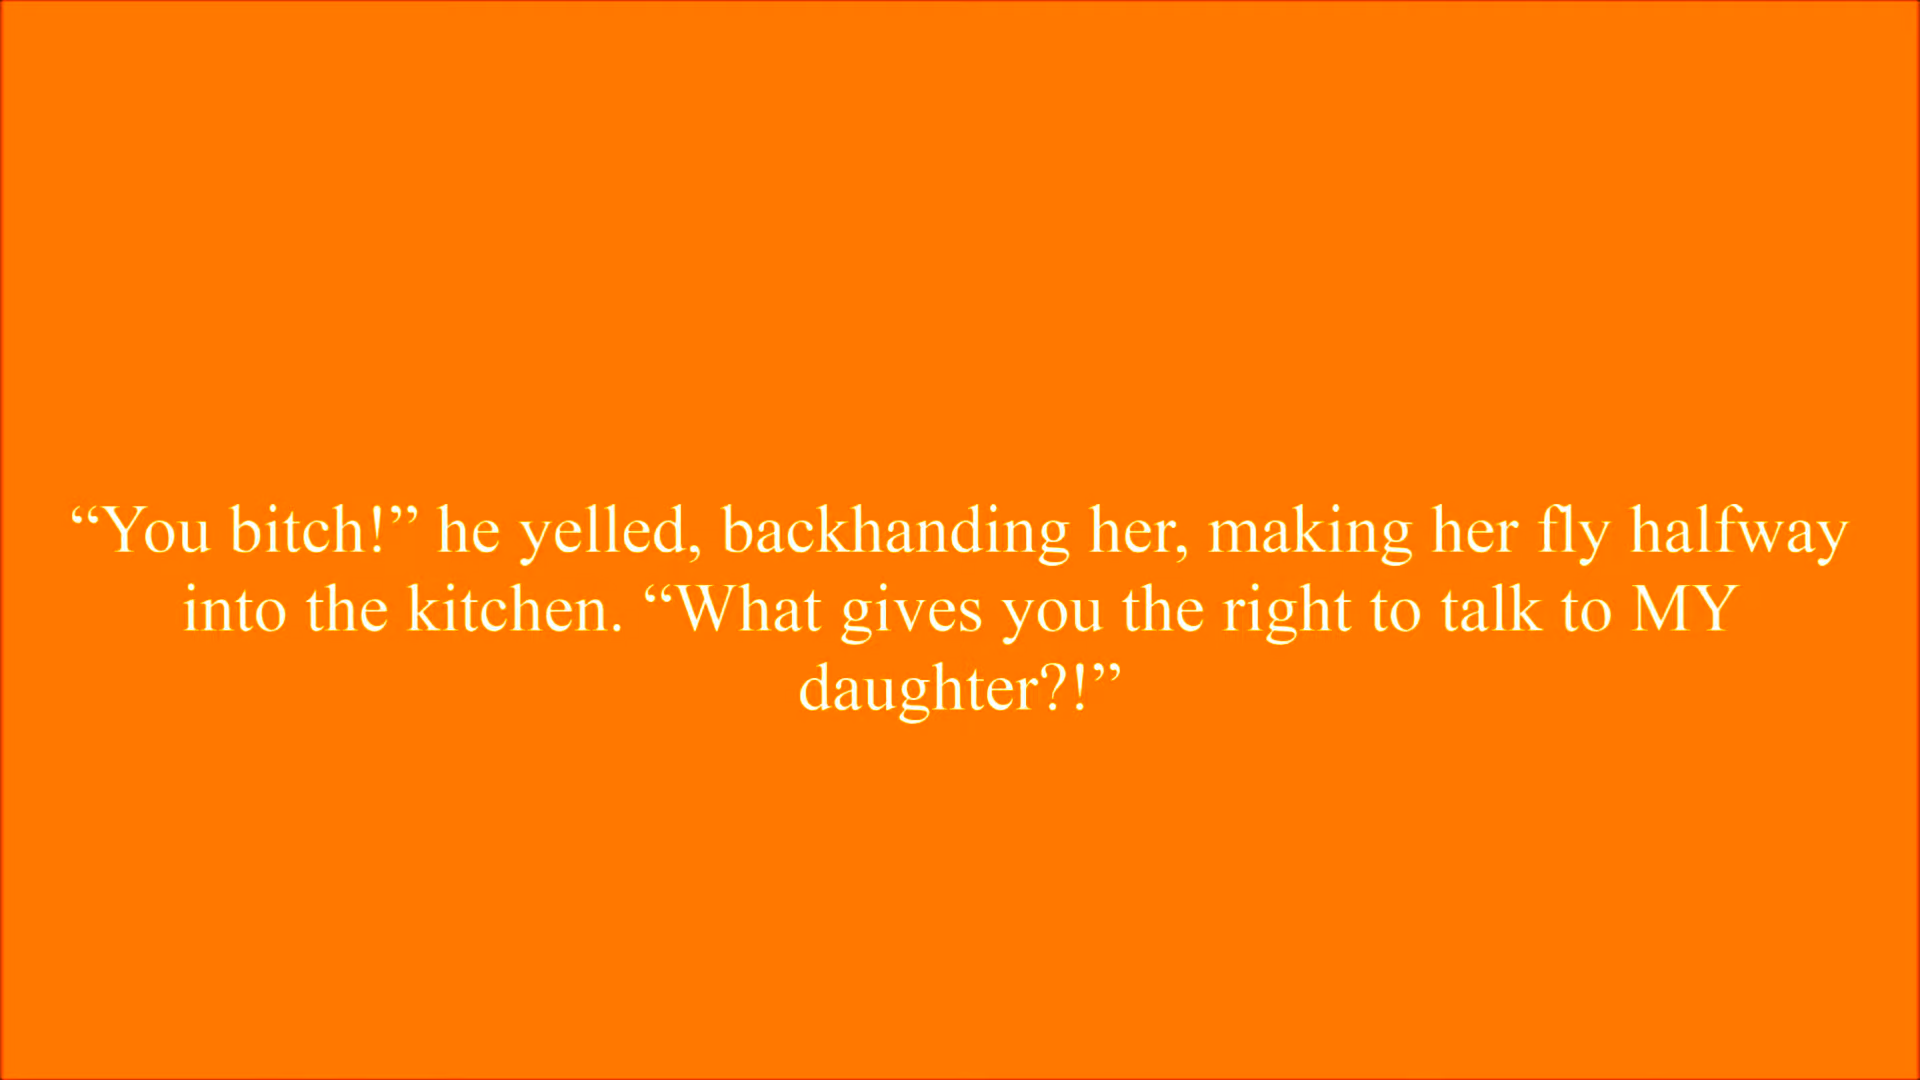 “You bitch!” he yelled, backhanding her, making her fly halfway
into the kitchen. “What gives you the right to talk to MY
daughter?!”